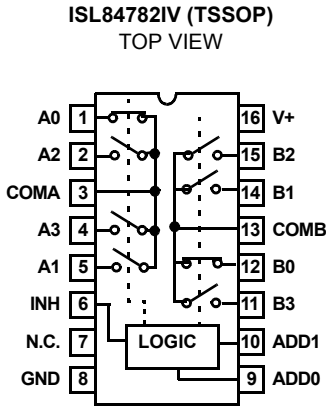 ISL84782IV (TSSOP)
TOP VIEW
A0 1 16 V+
A2 2 15 B2
COMA 3 14 B1
A3 4 13 COMB
A1 5 12 B0
INH 6 11 B3
N.C. 7 LOGIC 10 ADD1
GND 8 9 ADD0